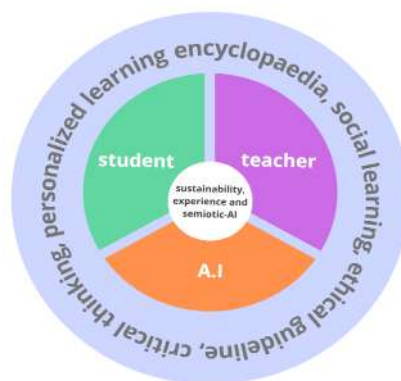 personalized learning encyclopaedia, social learning, ethical guideline, critical thinking,
student
teacher
sustainability,
experience and
semiotic-AI
A.I